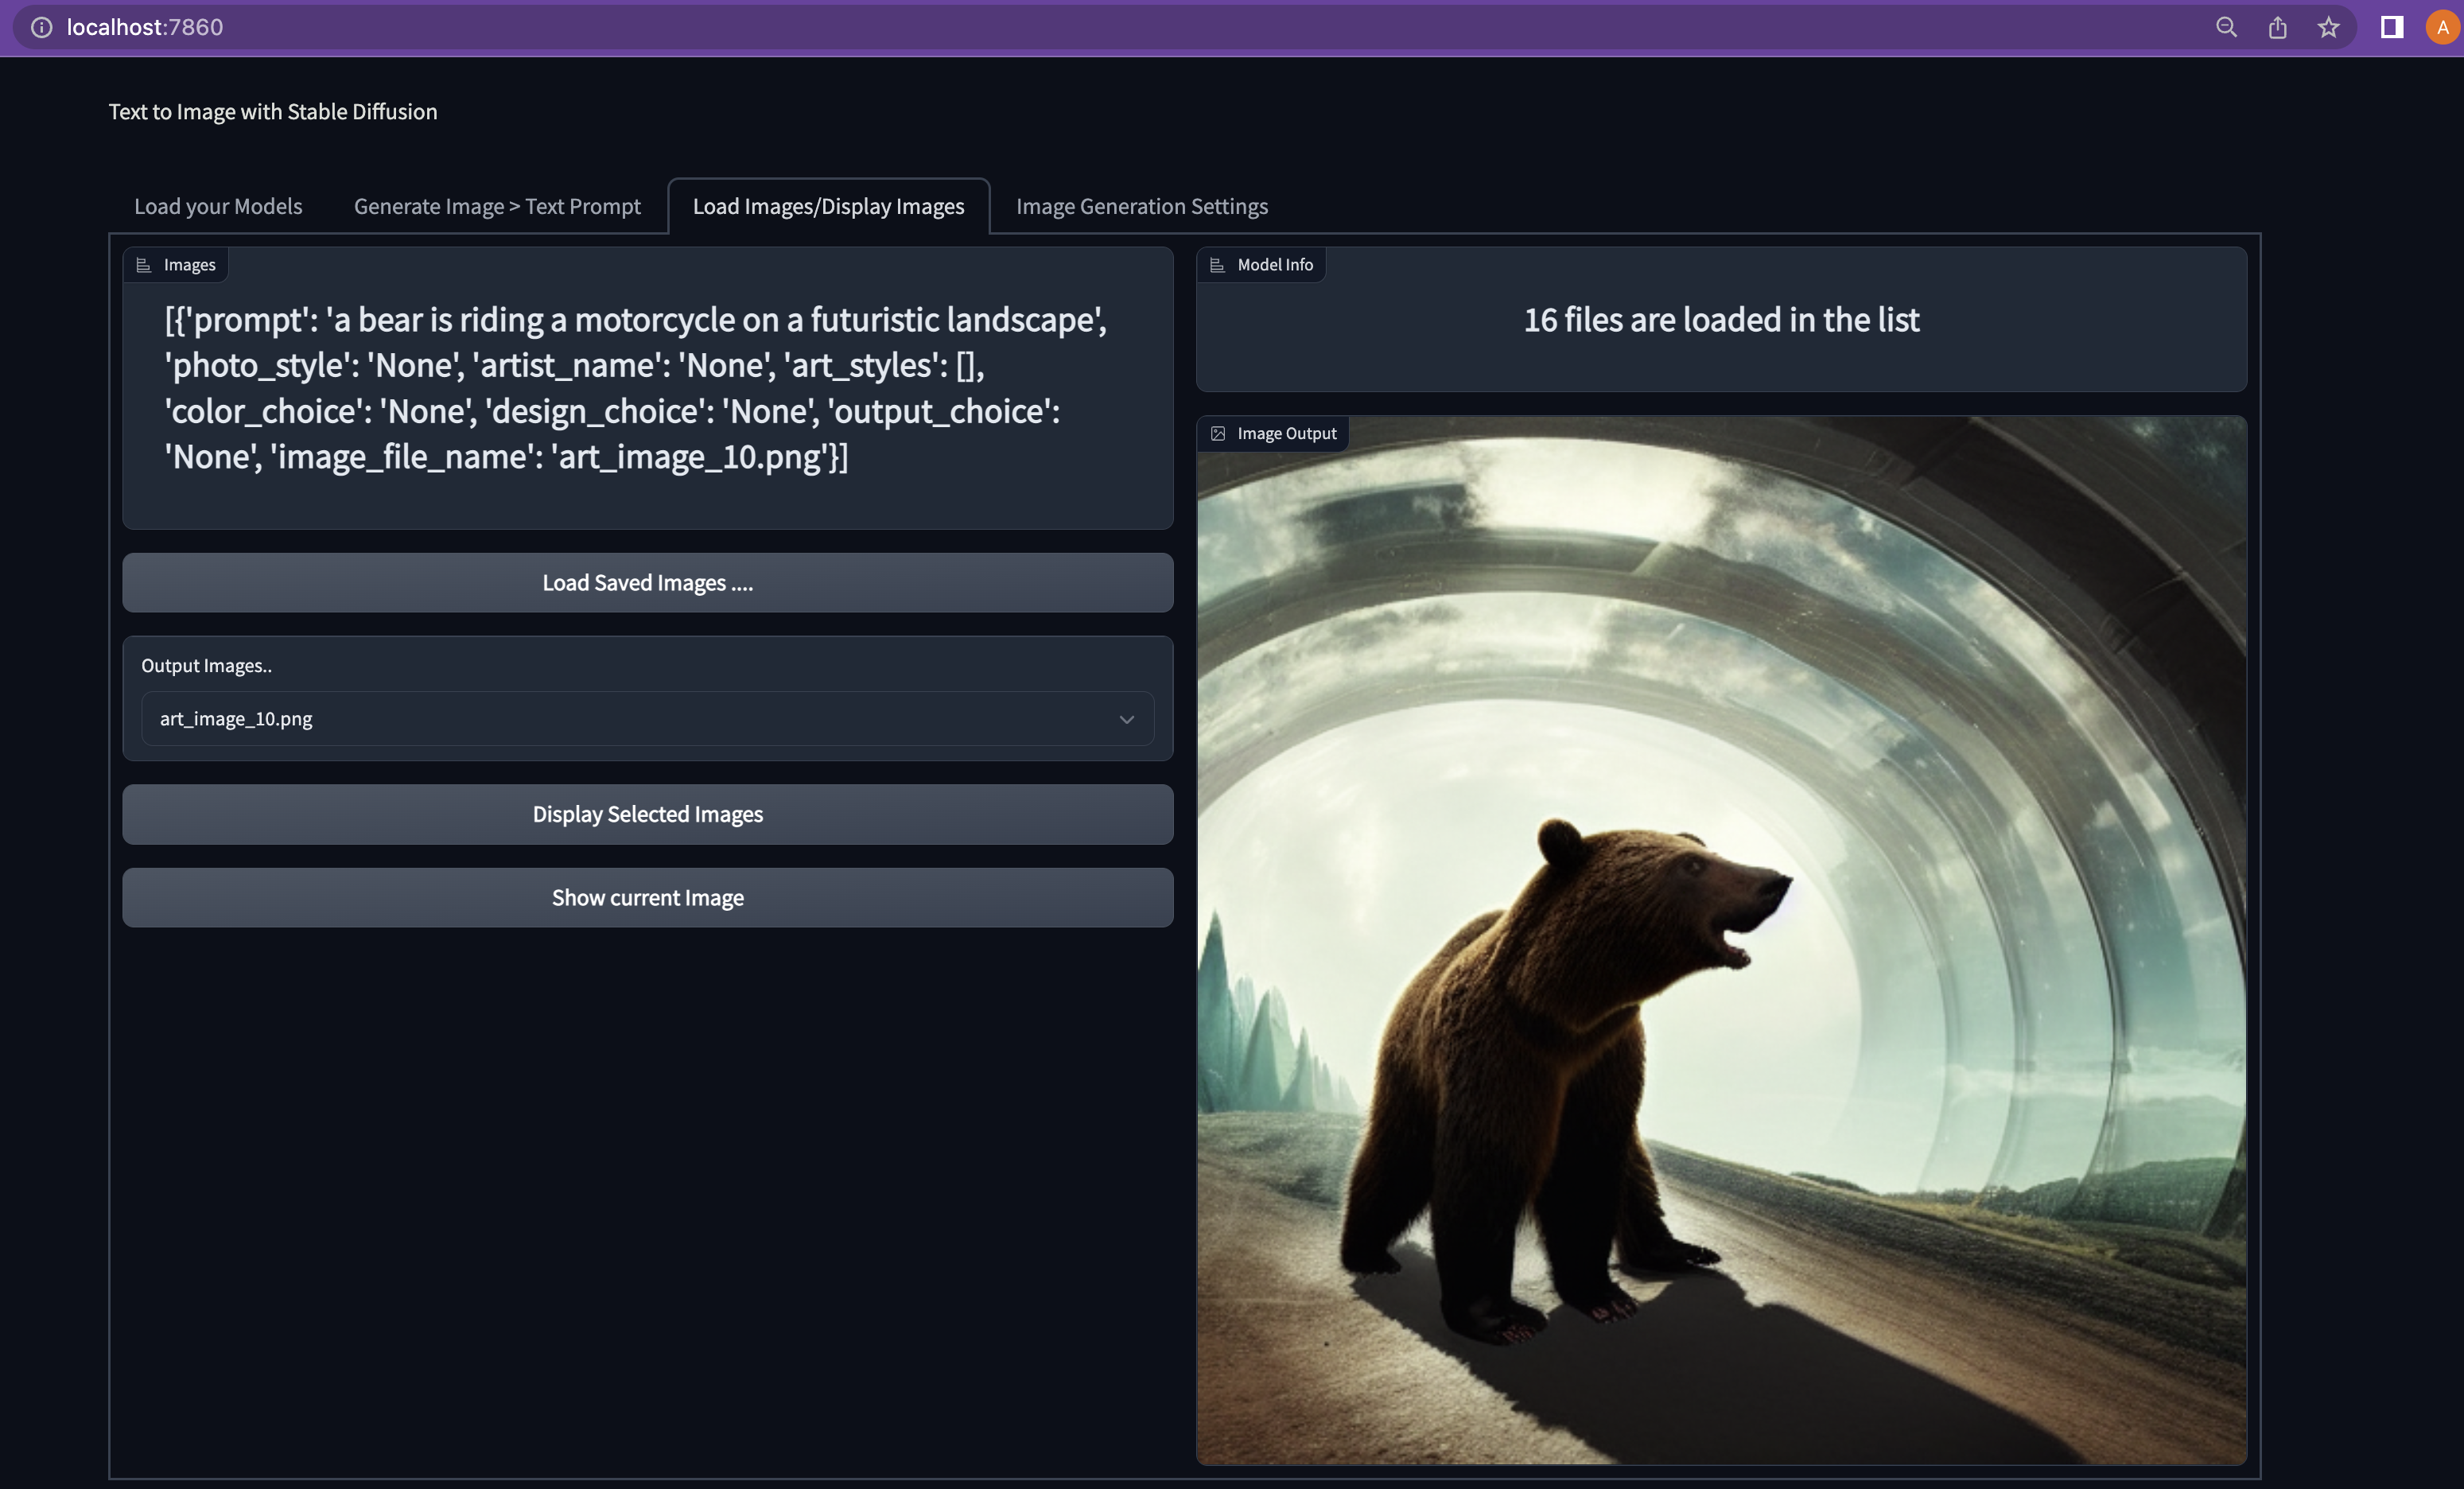 localhost:7860
A
Text to Image with Stable Diffusion
Load your Models
Generate Image > Text Prompt
Load Images/Display Images
Image Generation Settings
Images
[{'prompt': 'a bear is riding a motorcycle on a futuristic landscape',
'photo_style': 'None', 'artist_name': 'None', 'art_styles': [],
'color_choice': 'None', 'design_choice': 'None', 'output_choice':
'None', 'image_file_name': 'art_image_10.png'}]
Load Saved Images ....
Output Images..
art_image_10.png
Display Selected Images
Show current Image
Model Info
16 files are loaded in the list
Image Output